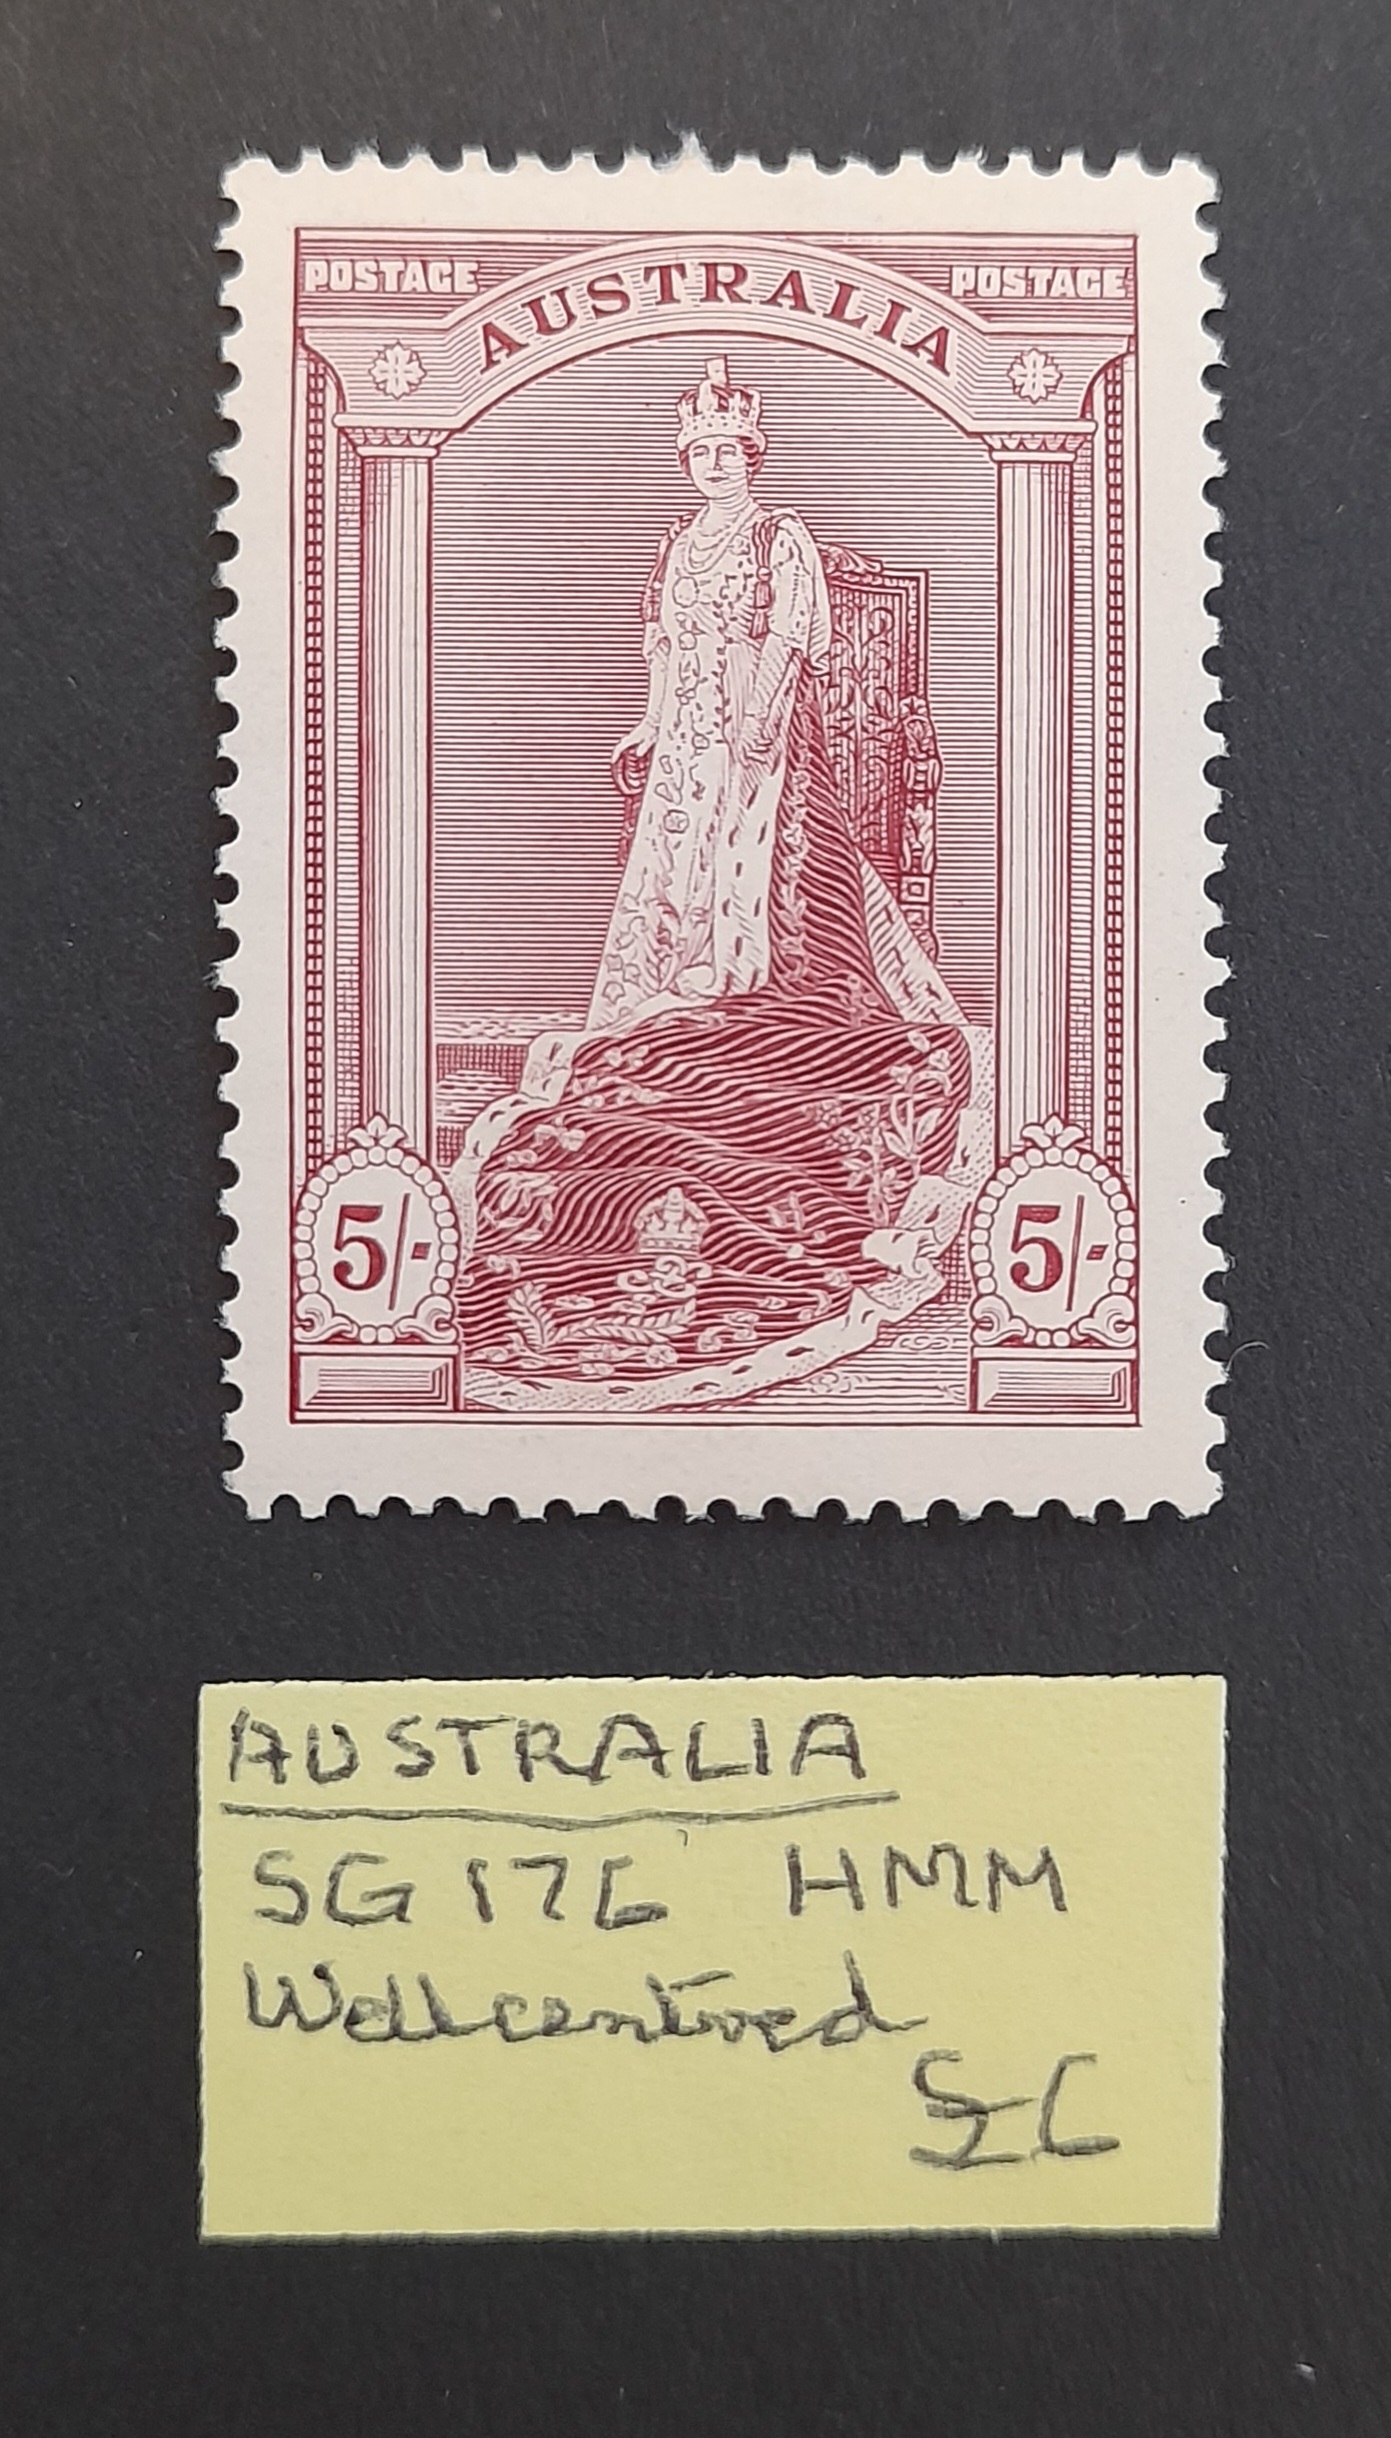 POSTAGE AUSTRALIA POSTAGE
5/- 5/-
AUSTRALIA
SG 176 HMM
Wellcentred
£6